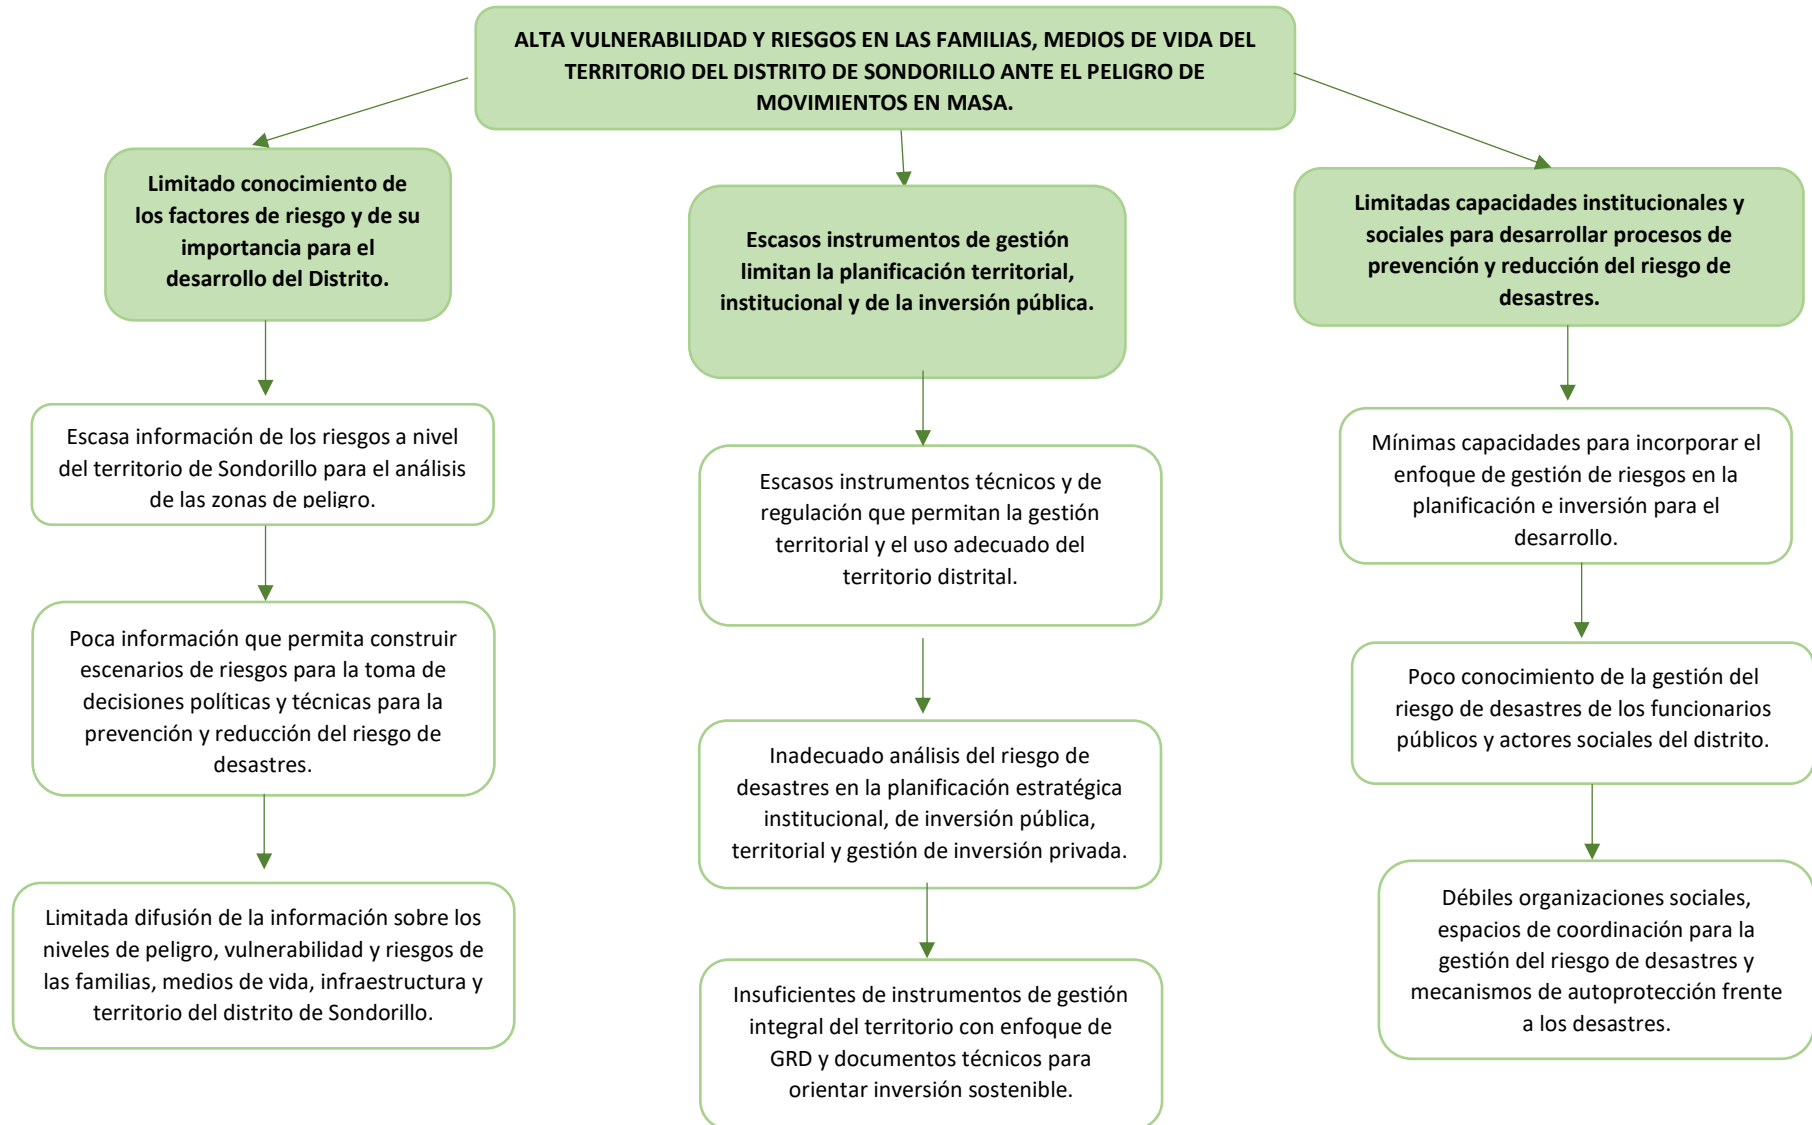 ALTA VULNERABILIDAD Y RIESGOS EN LAS FAMILIAS, MEDIOS DE VIDA DEL
TERRITORIO DEL DISTRITO DE SONDORILLO ANTE EL PELIGRO DE
MOVIMIENTOS EN MASA.
Limitado conocimiento de
los factores de riesgo y de su
importancia para el
desarrollo del Distrito.
Escasa información de los riesgos a nivel
del territorio de Sondorillo para el análisis
de las zonas de peligro.
Poca información que permita construir
escenarios de riesgos para la toma de
decisiones políticas y técnicas para la
prevención y reducción del riesgo de
desastres.
Limitada difusión de la información sobre los
niveles de peligro, vulnerabilidad y riesgos de
las familias, medios de vida, infraestructura y
territorio del distrito de Sondorillo.
Escasos instrumentos de gestión
limitan la planificación territorial,
institucional y de la inversión pública.
Escasos instrumentos técnicos y de
regulación que permitan la gestión
territorial y el uso adecuado del
territorio distrital.
Inadecuado análisis del riesgo de
desastres en la planificación estratégica
institucional, de inversión pública,
territorial y gestión de inversión privada.
Insuficientes de instrumentos de gestión
integral del territorio con enfoque de
GRD y documentos técnicos para
orientar inversión sostenible.
Limitadas capacidades institucionales y
sociales para desarrollar procesos de
prevención y reducción del riesgo de
desastres.
Mínimas capacidades para incorporar el
enfoque de gestión de riesgos en la
planificación e inversión para el
desarrollo.
Poco conocimiento de la gestión del
riesgo de desastres de los funcionarios
públicos y actores sociales del distrito.
Débiles organizaciones sociales,
espacios de coordinación para la
gestión del riesgo de desastres y
mecanismos de autoprotección frente
a los desastres.